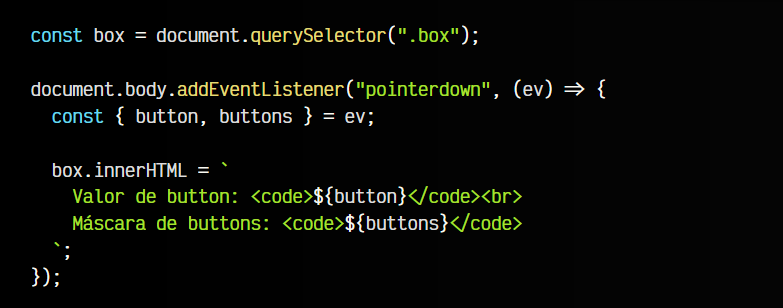 const box = document.querySelector(".box");
document.body.addEventListener("pointerdown", (ev) => {
const { button, buttons } = ev;
box.innerHTML = `
Valor de button: <code>${button}</code><br>
Máscara de buttons: <code>${buttons}</code>
`;
});